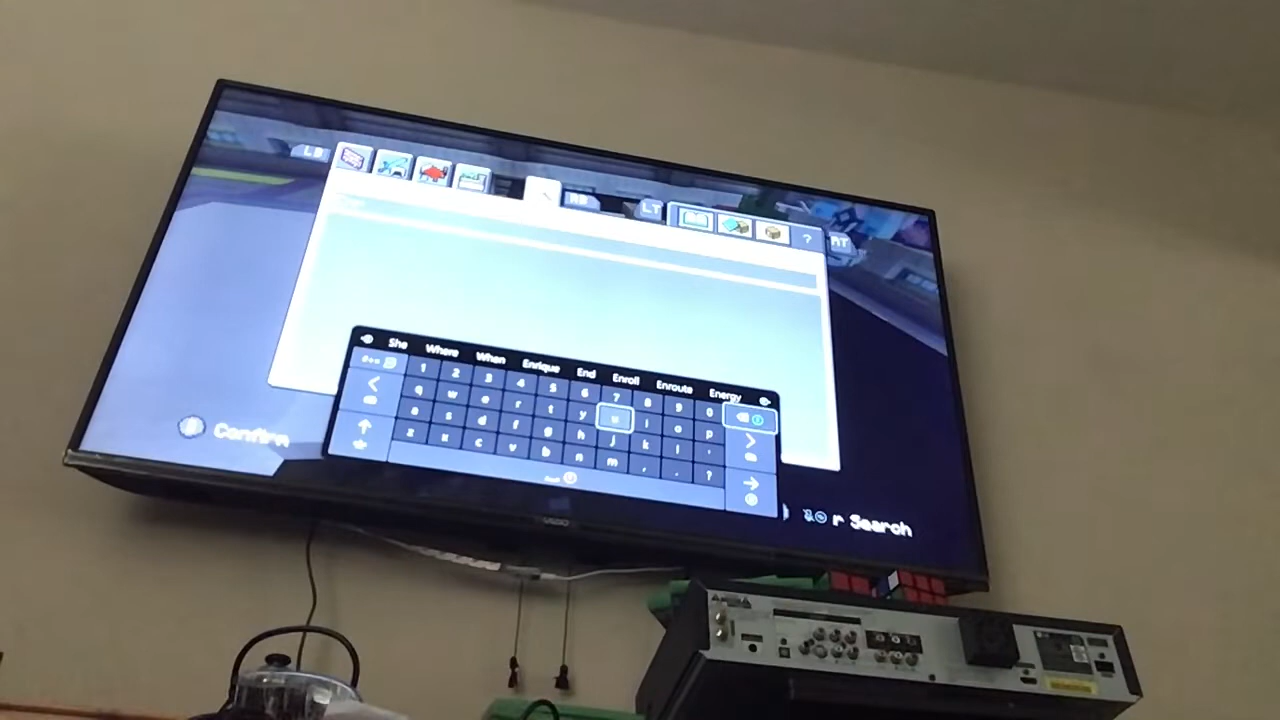 LB
RB
LT
?
RT
She Where When Enrique End Enroll Enroute Energy
1 2 3 4 5 6 7 8 9 0
q w e r t y u i o p
a s d f g h j k l '
z x c v b n m , . ?
Confirm
r Search